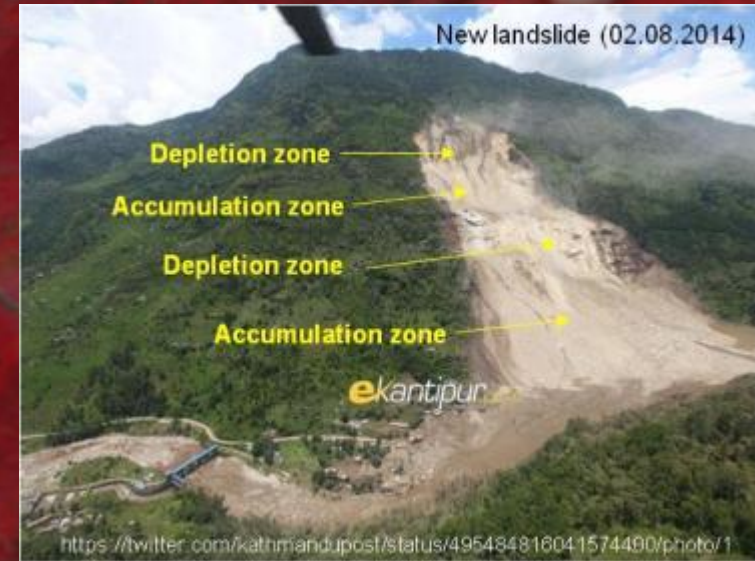 New landslide (02.08.2014)
Depletion zone
Accumulation zone
Depletion zone
Accumulation zone
ekantipur
https://twitter.com/kathmandupost/status/495484816041574490/photo/1